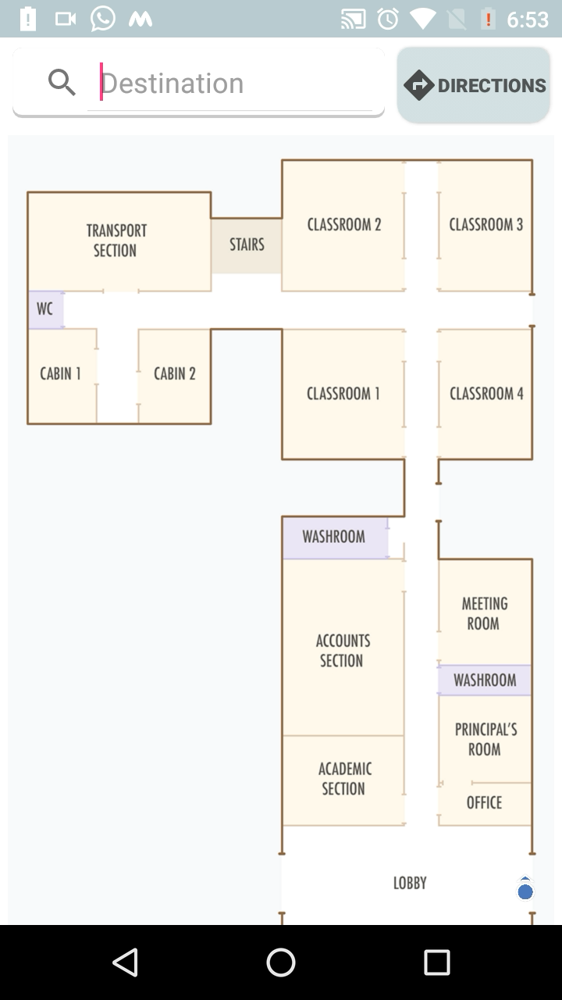 6:53
Destination
DIRECTIONS
CLASSROOM 2
CLASSROOM 3
TRANSPORT
SECTION
STAIRS
WC
CABIN 1
CABIN 2
CLASSROOM 1
CLASSROOM 4
WASHROOM
MEETING
ROOM
ACCOUNTS
SECTION
WASHROOM
PRINCIPAL'S
ROOM
ACADEMIC
SECTION
OFFICE
LOBBY